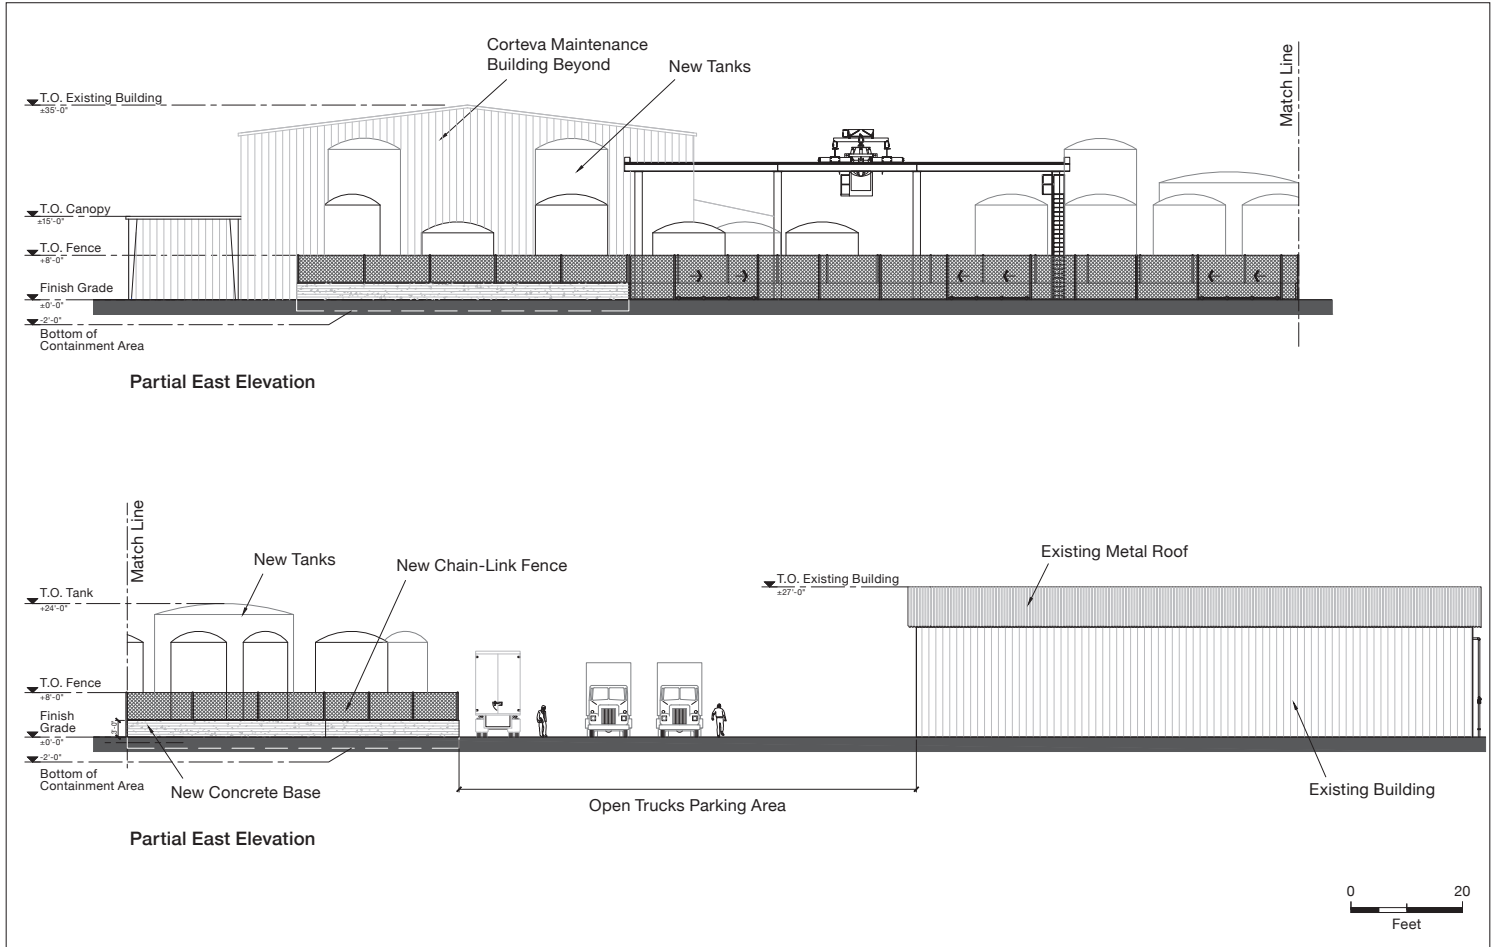 Corteva Maintenance
Building Beyond
New Tanks
Match Line
T.O. Existing Building
±35'-0"
T.O. Canopy
±15'-0"
T.O. Fence
+8'-0"
Finish Grade
±0'-0"
-2'-0"
Bottom of
Containment Area
Partial East Elevation
Match Line
New Tanks
New Chain-Link Fence
Existing Metal Roof
T.O. Existing Building
±27'-0"
T.O. Tank
+24'-0"
T.O. Fence
+8'-0"
Finish
Grade
±0'-0"
3'-0"
-2'-0"
Bottom of
Containment Area
New Concrete Base
Open Trucks Parking Area
Existing Building
Partial East Elevation
0 20
Feet